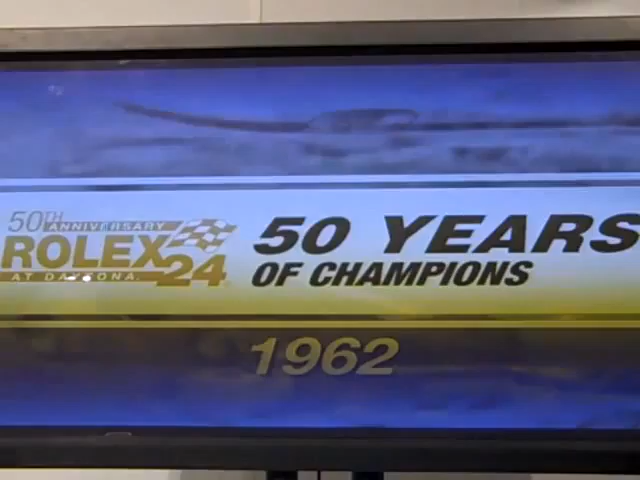 50TH
ANNIVERSARY
ROLEX 24
AT DAYTONA
50 YEARS
OF CHAMPIONS
1962